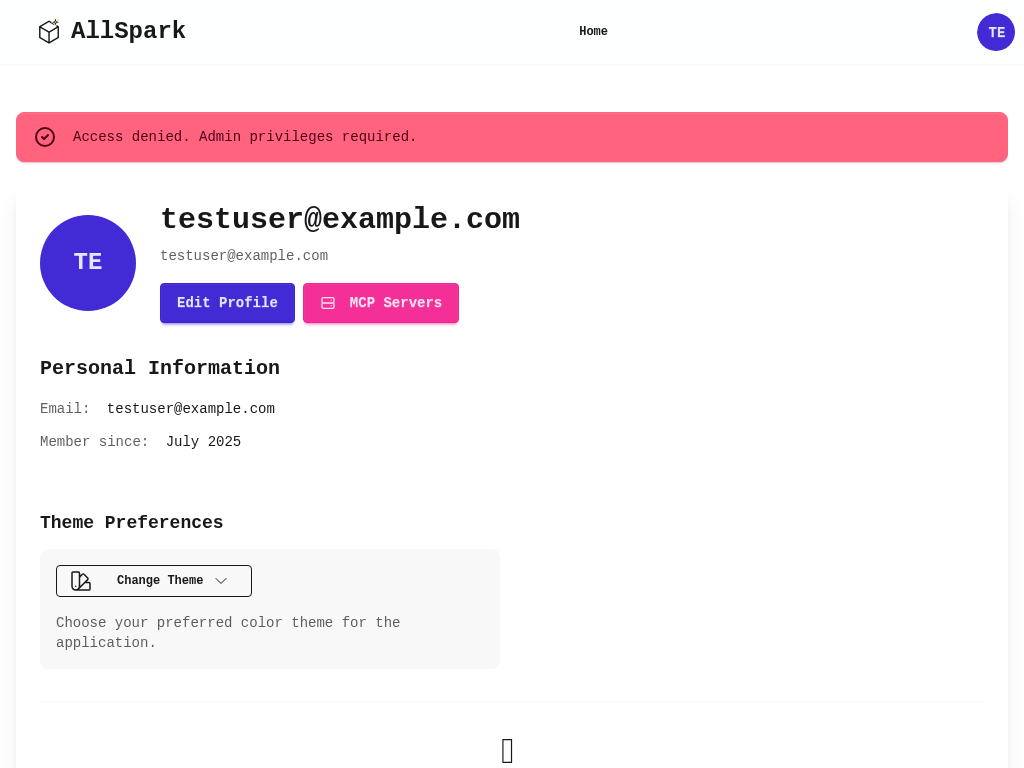 AllSpark
Home
TE
Access denied. Admin privileges required.
TE
testuser@example.com
testuser@example.com
Edit Profile
MCP Servers
Personal Information
Email: testuser@example.com
Member since: July 2025
Theme Preferences
Change Theme
Choose your preferred color theme for the
application.